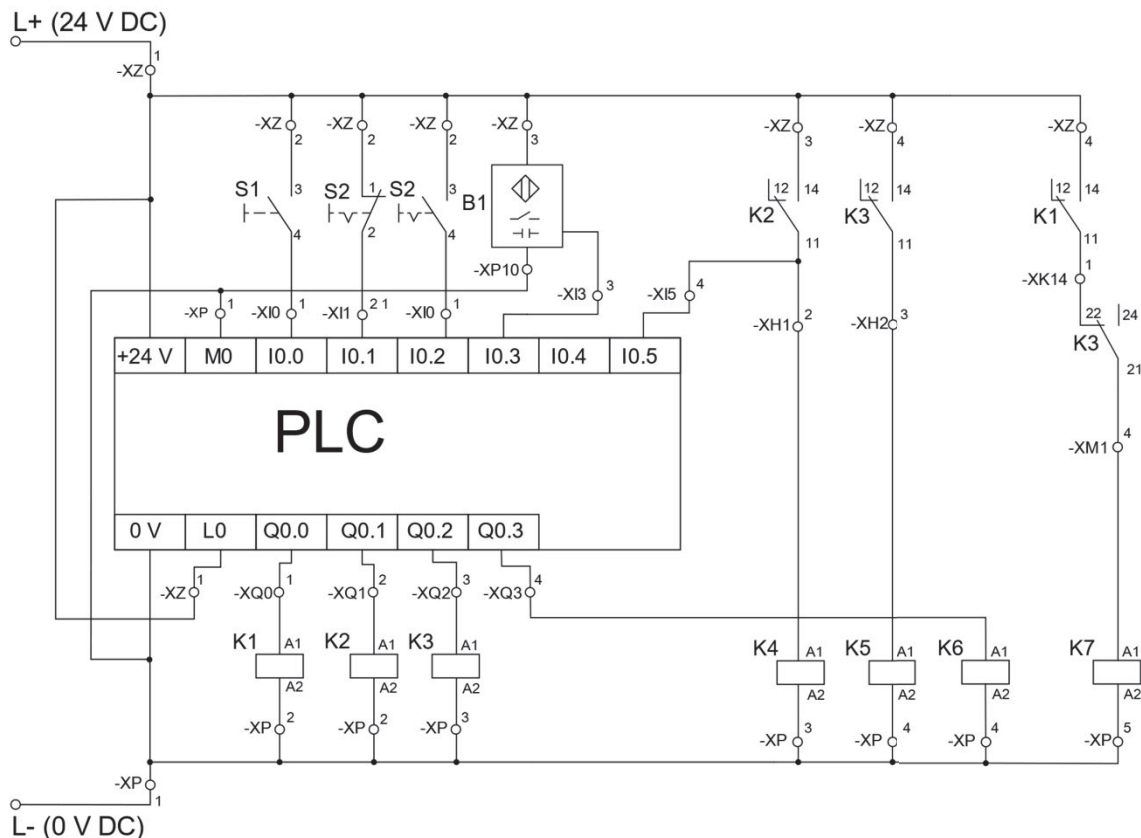 L+ (24 V DC)
1
-XZ
-XZ -XZ -XZ -XZ -XZ -XZ -XZ
2 2 2 3 3 4 4
S1 3 S2 1 S2 3 B1 12 14 12 14 12 14
K2 K3 K1
4 2 4 11 11 11
-XP10 1
-XK14
-XP 1 -XI0 1 -XI1 2 1 -XI0 1 -XI3 3 -XI5 4 -XH1 2 -XH2 3 22 24
K3
+24 V M0 I0.0 I0.1 I0.2 I0.3 I0.4 I0.5
21
PLC
4
-XM1
0 V L0 Q0.0 Q0.1 Q0.2 Q0.3
-XZ 1 -XQ0 1 -XQ1 2 -XQ2 3 -XQ3 4
K1 A1 K2 A1 K3 A1 K4 A1 K5 A1 K6 A1 K7 A1
A2 A2 A2 A2 A2 A2 A2
-XP 2 -XP 2 -XP 3 -XP 3 -XP 4 -XP 4 -XP 5
-XP
1
L- (0 V DC)